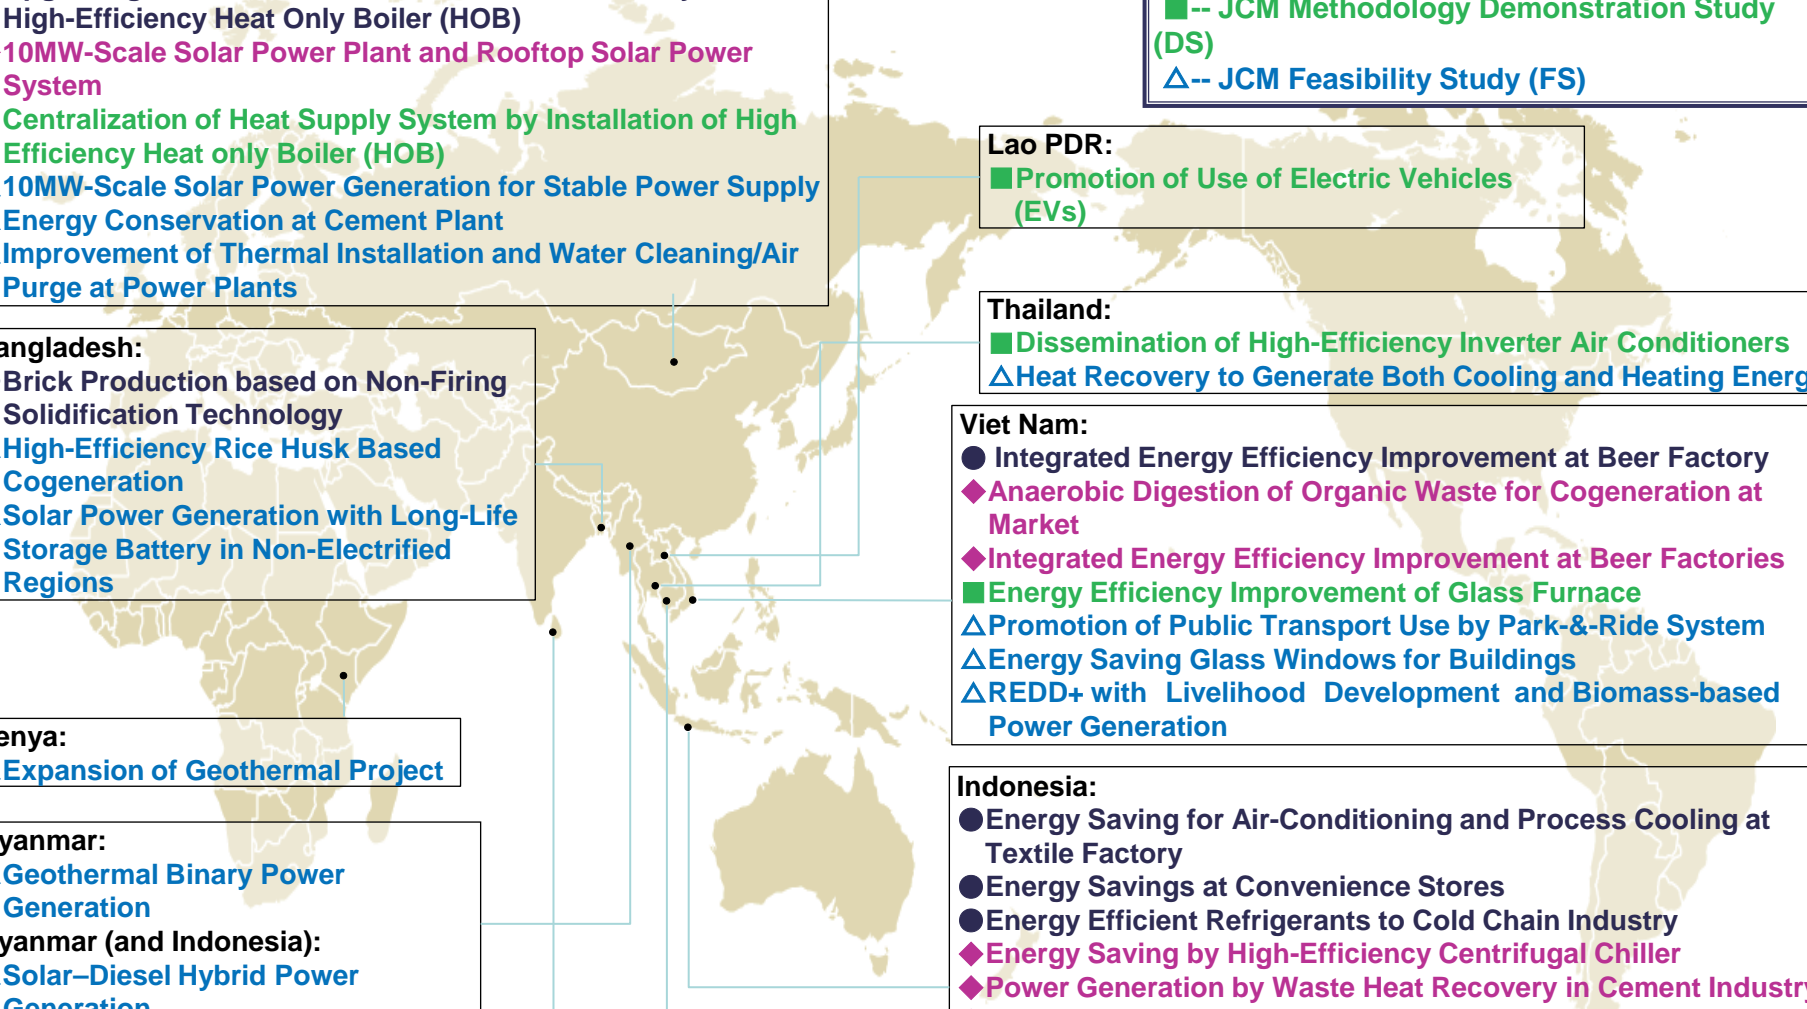 High-Efficiency Heat Only Boiler (HOB)
10MW-Scale Solar Power Plant and Rooftop Solar Power
System
Centralization of Heat Supply System by Installation of High
Efficiency Heat only Boiler (HOB)
10MW-Scale Solar Power Generation for Stable Power Supply
Energy Conservation at Cement Plant
Improvement of Thermal Installation and Water Cleaning/Air
Purge at Power Plants
angladesh:
Brick Production based on Non-Firing
Solidification Technology
High-Efficiency Rice Husk Based
Cogeneration
Solar Power Generation with Long-Life
Storage Battery in Non-Electrified
Regions
enya:
Expansion of Geothermal Project
yanmar:
Geothermal Binary Power
Generation
yanmar (and Indonesia):
Solar–Diesel Hybrid Power
Generation
■-- JCM Methodology Demonstration Study
(DS)
△-- JCM Feasibility Study (FS)
Lao PDR:
■Promotion of Use of Electric Vehicles
(EVs)
Thailand:
■Dissemination of High-Efficiency Inverter Air Conditioners
△Heat Recovery to Generate Both Cooling and Heating Energ
Viet Nam:
● Integrated Energy Efficiency Improvement at Beer Factory
◆Anaerobic Digestion of Organic Waste for Cogeneration at
Market
◆Integrated Energy Efficiency Improvement at Beer Factories
■Energy Efficiency Improvement of Glass Furnace
△Promotion of Public Transport Use by Park-&-Ride System
△Energy Saving Glass Windows for Buildings
△REDD+ with Livelihood Development and Biomass-based
Power Generation
Indonesia:
●Energy Saving for Air-Conditioning and Process Cooling at
Textile Factory
●Energy Savings at Convenience Stores
●Energy Efficient Refrigerants to Cold Chain Industry
◆Energy Saving by High-Efficiency Centrifugal Chiller
◆Power Generation by Waste Heat Recovery in Cement Industry